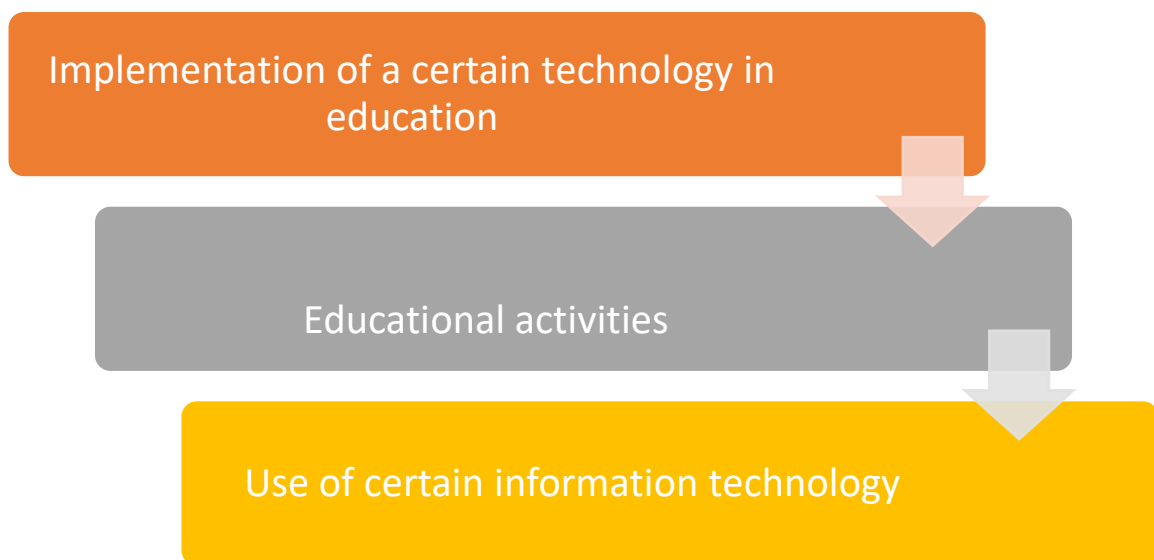 Implementation of a certain technology in
education
Educational activities
Use of certain information technology